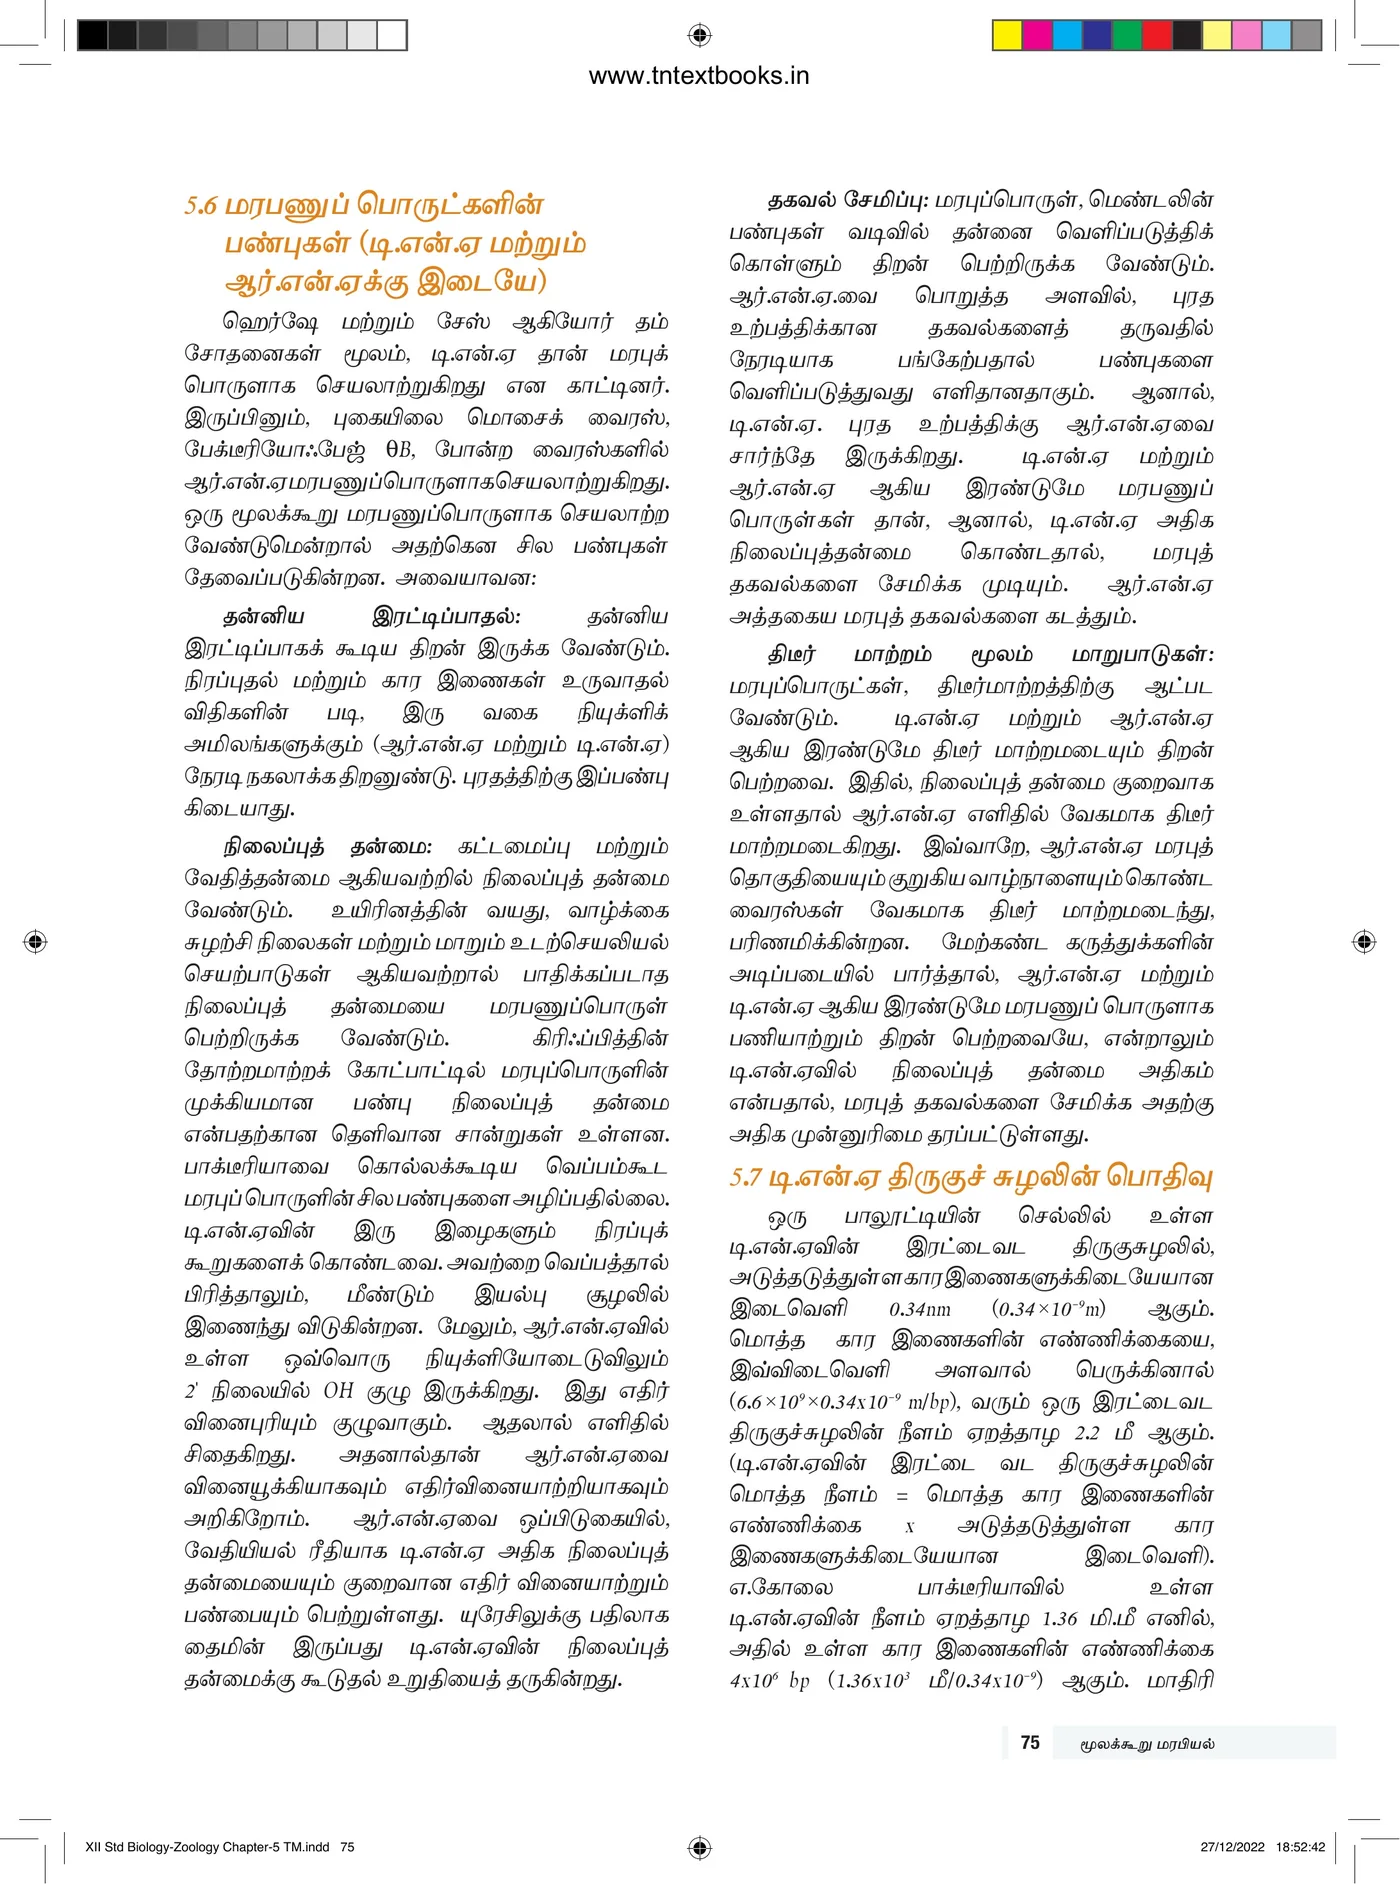 www.tntextbooks.in
5.6 மரபணுப் பொருட்களின்
பண்புகள் (டி.என்.ஏ மற்றும்
ஆர்.என்.ஏக்கு இடையே)
ஹெர்ஷே மற்றும் சேஸ் ஆகியோர் தம்
சோதனைகள் மூலம், டி.என்.ஏ தான் மரபுக்
பொருளாக செயலாற்றுகிறது என காட்டினர்.
இருப்பினும், புகையிலை மொசைக் வைரஸ்,
பேக்டீரியோஃபேஜ் θB, போன்ற வைரஸ்களில்
ஆர்.என்.ஏ மரபணுப்பொருளாக செயலாற்றுகிறது.
ஒரு மூலக்கூறு மரபணுப்பொருளாக செயலாற்ற
வேண்டுமென்றால் அதற்கென சில பண்புகள்
தேவைப்படுகின்றன. அவையாவன:
தன்னிய இரட்டிப்பாதல்: தன்னிய
இரட்டிப்பாகக் கூடிய திறன் இருக்க வேண்டும்.
நிரப்புதல் மற்றும் கார இணைகள் உருவாதல்
விதிகளின் படி, இரு வகை நியுக்ளிக்
அமிலங்களுக்கும் (ஆர்.என்.ஏ மற்றும் டி.என்.ஏ)
நேரடி நகலாக்க திறனுண்டு. புரதத்திற்கு இப்பண்பு
கிடையாது.
நிலைப்புத் தன்மை: கட்டமைப்பு மற்றும்
வேதித்தன்மை ஆகியவற்றில் நிலைப்புத் தன்மை
வேண்டும். உயிரினத்தின் வயது, வாழ்க்கை
சுழற்சி நிலைகள் மற்றும் மாறும் உடற்செயலியல்
செயற்பாடுகள் ஆகியவற்றால் பாதிக்கப்படாத
நிலைப்புத் தன்மையை மரபணுப்பொருள்
பெற்றிருக்க வேண்டும். கிரிஃப்பித்தின்
தோற்றமாற்றக் கோட்பாட்டில் மரபுப்பொருளின்
முக்கியமான பண்பு நிலைப்புத் தன்மை
என்பதற்கான தெளிவான சான்றுகள் உள்ளன.
பாக்டீரியாவை கொல்லக்கூடிய வெப்பம்கூட
மரபுப் பொருளின் சில பண்புகளை அழிப்பதில்லை.
டி.என்.ஏவின் இரு இழைகளும் நிரப்புக்
கூறுகளைக் கொண்டவை. அவற்றை வெப்பத்தால்
பிரித்தாலும், மீண்டும் இயல்பு சூழலில்
இணைந்து விடுகின்றன. மேலும், ஆர்.என்.ஏவில்
உள்ள ஒவ்வொரு நியுக்ளியோடைடுவிலும்
2' நிலையில் OH குழு இருக்கிறது. இது எதிர்
வினைபுரியும் குழுவாகும். ஆதலால் எளிதில்
சிதைகிறது. அதனால்தான் ஆர்.என்.ஏவை
வினையூக்கியாகவும் எதிர்வினையாற்றியாகவும்
அறிகிறோம். ஆர்.என்.ஏவை ஒப்பிடுகையில்,
வேதியியல் ரீதியாக டி.என்.ஏ அதிக நிலைப்புத்
தன்மையையும் குறைவான எதிர் வினையாற்றும்
பண்பையும் பெற்றுள்ளது. யுரேசிலுக்கு பதிலாக
தைமின் இருப்பது டி.என்.ஏவின் நிலைப்புத்
தன்மைக்கு கூடுதல் உறுதியைத் தருகின்றது.
தகவல் சேமிப்பு: மரபுப்பொருள், மெண்டலின்
பண்புகள் வடிவில் தன்னை வெளிப்படுத்திக்
கொள்ளும் திறன் பெற்றிருக்க வேண்டும்.
ஆர்.என்.ஏ.வை பொறுத்த அளவில், புரத
உற்பத்திக்கான தகவல்களைத் தருவதில்
நேரடியாக பங்கேற்பதால் பண்புகளை
வெளிப்படுத்துவது எளிதானதாகும். ஆனால்,
டி.என்.ஏ. புரத உற்பத்திக்கு ஆர்.என்.ஏவை
சார்ந்தே இருக்கிறது. டி.என்.ஏ மற்றும்
ஆர்.என்.ஏ ஆகிய இரண்டுமே மரபணுப்
பொருள்கள் தான், ஆனால், டி.என்.ஏ அதிக
நிலைப்புத்தன்மை கொண்டதால், மரபுத்
தகவல்களை சேமிக்க முடியும். ஆர்.என்.ஏ
அத்தகைய மரபுத் தகவல்களை கடத்தும்.
திடீர் மாற்றம் மூலம் மாறுபாடுகள்:
மரபுப்பொருட்கள், திடீர்மாற்றத்திற்கு ஆட்பட
வேண்டும். டி.என்.ஏ மற்றும் ஆர்.என்.ஏ
ஆகிய இரண்டுமே திடீர் மாற்றமடையும் திறன்
பெற்றவை. இதில், நிலைப்புத் தன்மை குறைவாக
உள்ளதால் ஆர்.என்.ஏ எளிதில் வேகமாக திடீர்
மாற்றமடைகிறது. இவ்வாறே, ஆர்.என்.ஏ மரபுத்
தொகுதியையும் குறுகிய வாழ்நாளையும் கொண்ட
வைரஸ்கள் வேகமாக திடீர் மாற்றமடைந்து,
பரிணமிக்கின்றன. மேற்கண்ட கருத்துக்களின்
அடிப்படையில் பார்த்தால், ஆர்.என்.ஏ மற்றும்
டி.என்.ஏ ஆகிய இரண்டுமே மரபணுப் பொருளாக
பணியாற்றும் திறன் பெற்றவையே, என்றாலும்
டி.என்.ஏவில் நிலைப்புத் தன்மை அதிகம்
என்பதால், மரபுத் தகவல்களை சேமிக்க அதற்கு
அதிக முன்னுரிமை தரப்பட்டுள்ளது.
5.7 டி.என்.ஏ திருகுச் சுழலின் பொதிவு
ஒரு பாலூட்டியின் செல்லில் உள்ள
டி.என்.ஏவின் இரட்டைவட திருகுசுழலில்,
அடுத்தடுத்துள்ள கார இணைகளுக்கிடையேயான
இடைவெளி 0.34nm (0.34×10⁻⁹m) ஆகும்.
மொத்த கார இணைகளின் எண்ணிக்கையை,
இவ்விடைவெளி அளவால் பெருக்கினால்
(6.6×10⁹×0.34x10⁻⁹ m/bp), வரும் ஒரு இரட்டைவட
திருகுச்சுழலின் நீளம் ஏறத்தாழ 2.2 மீ ஆகும்.
(டி.என்.ஏவின் இரட்டை வட திருகுச்சுழலின்
மொத்த நீளம் = மொத்த கார இணைகளின்
எண்ணிக்கை x அடுத்தடுத்துள்ள கார
இணைகளுக்கிடையேயான இடைவெளி).
எ.கோலை பாக்டீரியாவில் உள்ள
டி.என்.ஏவின் நீளம் ஏறத்தாழ 1.36 மி.மீ எனில்,
அதில் உள்ள கார இணைகளின் எண்ணிக்கை
4x10⁶ bp (1.36x10³ மீ/0.34x10⁻⁹) ஆகும். மாதிரி
75 மூலக்கூறு மரபியல்
XII Std Biology-Zoology Chapter-5 TM.indd 75 27/12/2022 18:52:42